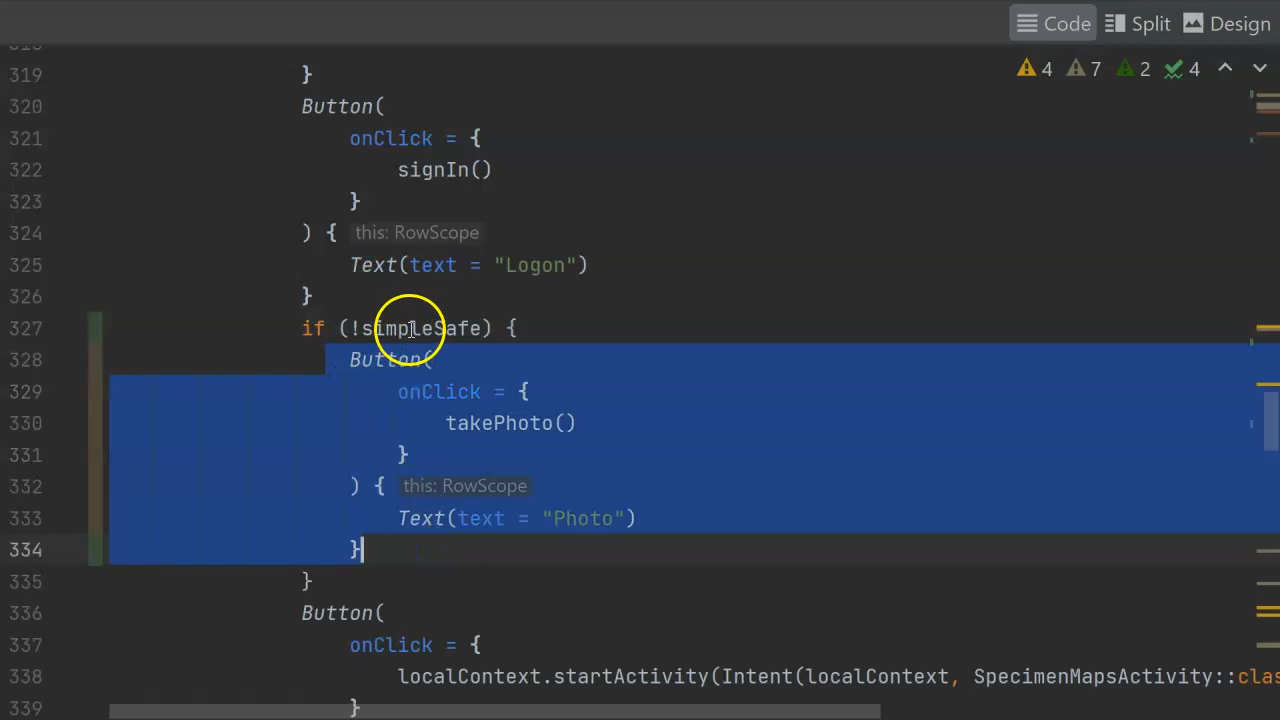 Code Split Design
4 7 2 4
319 }
320 Button(
321 onClick = {
322 signIn()
323 }
324 ) { this: RowScope
325 Text(text = "Logon")
326 }
327 if (!simpleSafe) {
328 Button(
329 onClick = {
330 takePhoto()
331 }
332 ) { this: RowScope
333 Text(text = "Photo")
334 }
335 }
336 Button(
337 onClick = {
338 localContext.startActivity(Intent(localContext, SpecimenMapsActivity::clas
339 }